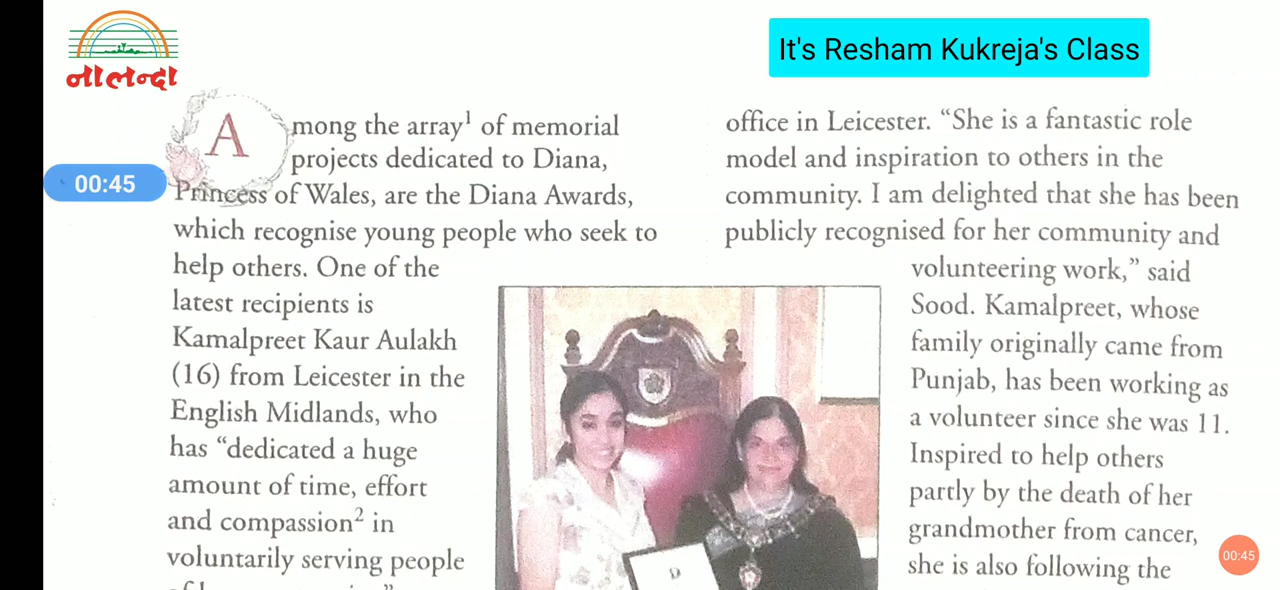 नालन्दा
It's Resham Kukreja's Class
Among the array¹ of memorial
projects dedicated to Diana,
Princess of Wales, are the Diana Awards,
which recognise young people who seek to
help others. One of the
latest recipients is
Kamalpreet Kaur Aulakh
(16) from Leicester in the
English Midlands, who
has “dedicated a huge
amount of time, effort
and compassion² in
voluntarily serving people
office in Leicester. “She is a fantastic role
model and inspiration to others in the
community. I am delighted that she has been
publicly recognised for her community and
volunteering work,” said
Sood. Kamalpreet, whose
family originally came from
Punjab, has been working as
a volunteer since she was 11.
Inspired to help others
partly by the death of her
grandmother from cancer,
she is also following the
00:45
00:45
D